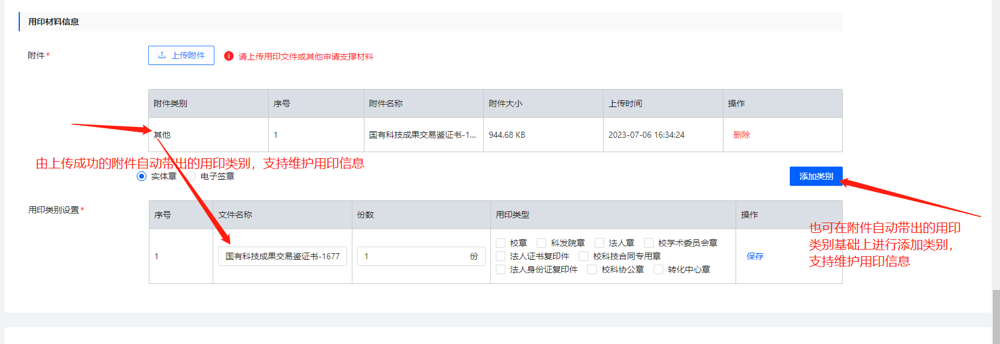 用印材料信息
附件*
上传附件
请上传用印文件或其他申请支撑材料
附件类别 序号 附件名称 附件大小 上传时间 操作
其他 1 国有科技成果交易鉴证书-1... 944.68 KB 2023-07-06 16:34:24 删除
由上传成功的附件自动带出的用印类别，支持维护用印信息
实体章 电子签章
添加类别
用印类别设置*
序号 文件名称 份数 用印类型 操作
1 国有科技成果交易鉴证书-1677 1 份
校章 科发院章 法人章 校学术委员会章
法人证书复印件 校科技合同专用章
法人身份证复印件 校科协公章 转化中心章
保存
也可在附件自动带出的用印
类别基础上进行添加类别，
支持维护用印信息